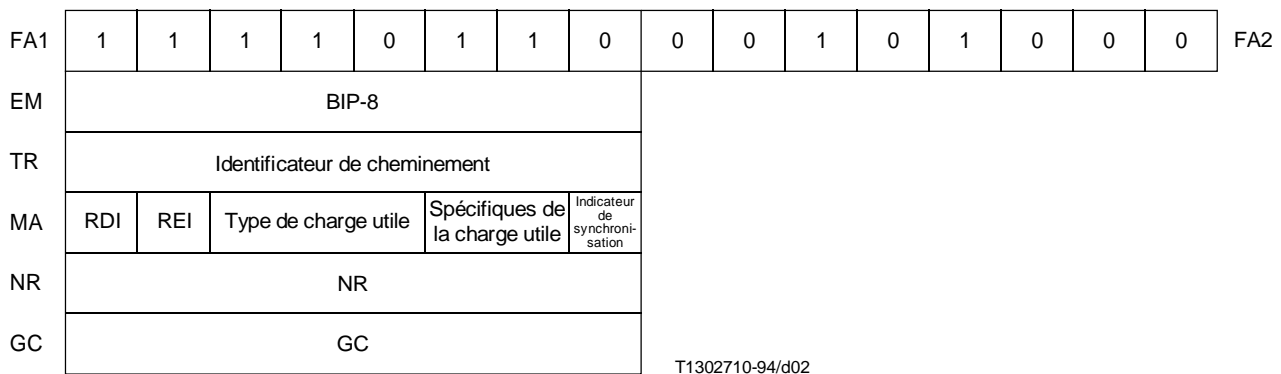 FA1 1 1 1 1 0 1 1 0 0 0 1 0 1 0 0 0 FA2
EM BIP-8
TR Identificateur de cheminement
MA RDI REI Type de charge utile Spécifiques de la charge utile Indicateur de synchroni-sation
NR NR
GC GC
T1302710-94/d02